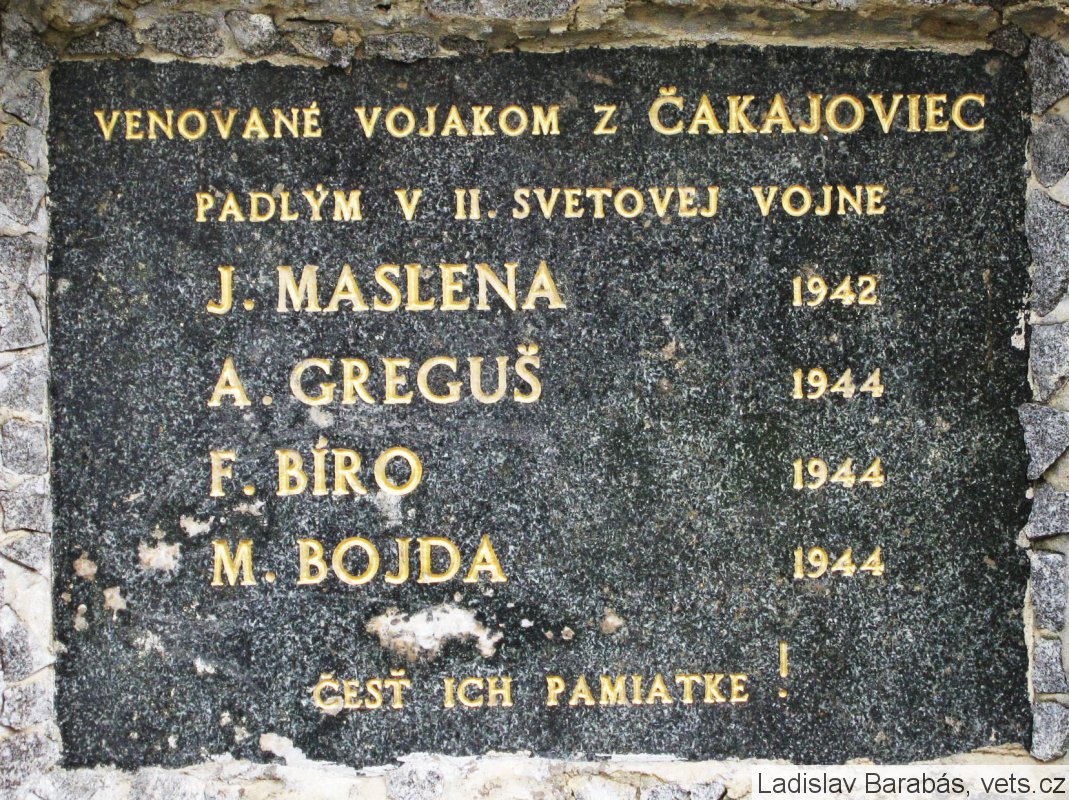 VENOVANÉ VOJAKOM Z ČAKAJOVIEC
PADLÝM V II. SVETOVEJ VOJNE
J. MASLENA 1942
A. GREGUŠ 1944
F. BÍRO 1944
M. BOJDA 1944
ČESŤ ICH PAMIATKE !
Ladislav Barabás, vets.cz